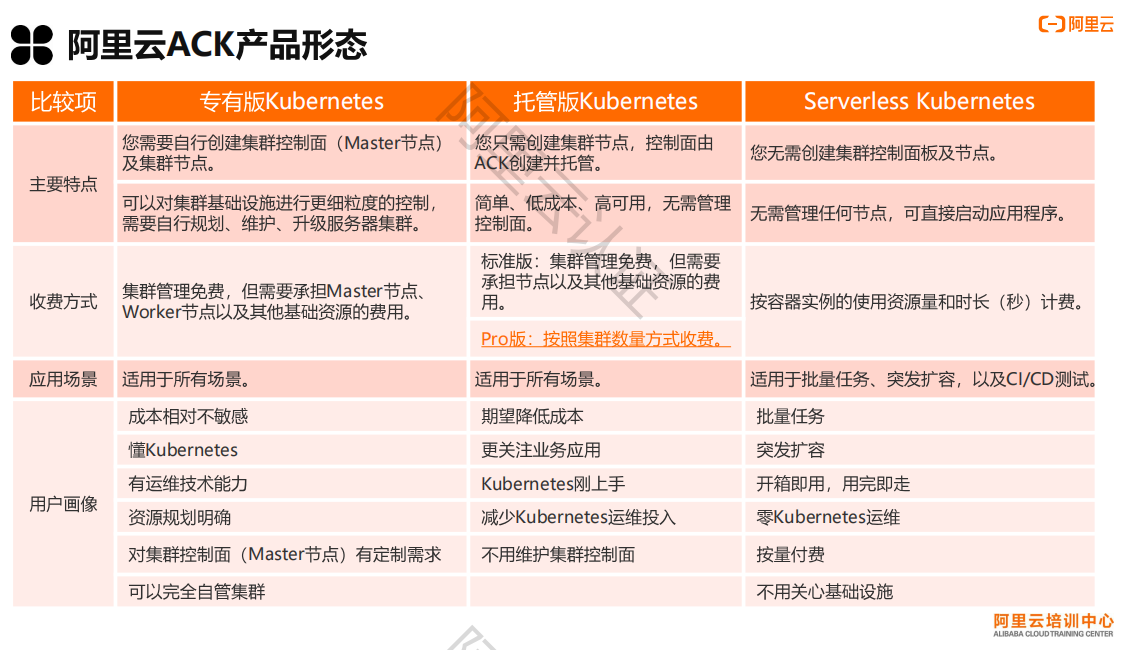 阿里云ACK产品形态
阿里云
比较项
专有版Kubernetes
托管版Kubernetes
Serverless Kubernetes
主要特点
您需要自行创建集群控制面（Master节点）
及集群节点。
您只需创建集群节点，控制面由
ACK创建并托管。
您无需创建集群控制面板及节点。
可以对集群基础设施进行更细粒度的控制，
需要自行规划、维护、升级服务器集群。
简单、低成本、高可用，无需管理
控制面。
无需管理任何节点，可直接启动应用程序。
收费方式
集群管理免费，但需要承担Master节点、
Worker节点以及其他基础资源的费用。
标准版：集群管理免费、但需要
承担节点以及其他基础资源的费
用。
Pro版：按照集群数量方式收费。
按容器实例的使用资源量和时长（秒）计费。
应用场景
适用于所有场景。
适用于所有场景。
适用于批量任务、突发扩容，以及CI/CD测试。
用户画像
成本相对不敏感
期望降低成本
批量任务
懂Kubernetes
更关注业务应用
突发扩容
有运维技术能力
Kubernetes刚上手
开箱即用，用完即走
资源规划明确
减少Kubernetes运维投入
零Kubernetes运维
对集群控制面（Master节点）有定制需求
不用维护集群控制面
按量付费
可以完全自管集群
不用关心基础设施
阿里云认证
阿里云培训中心
ALIBABA CLOUD TRAINING CENTER